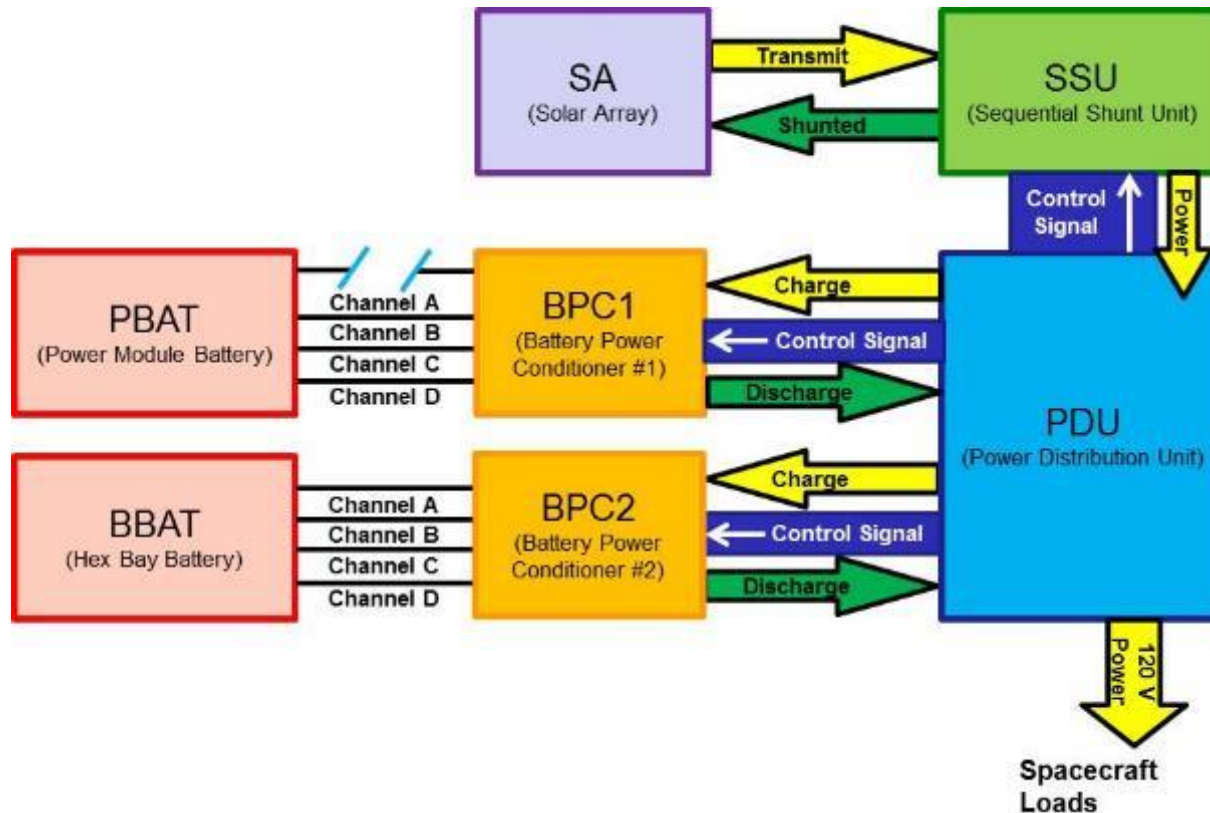 SA
(Solar Array)
Transmit
Shunted
SSU
(Sequential Shunt Unit)
Control
Signal
Power
PBAT
(Power Module Battery)
Channel A
Channel B
Channel C
Channel D
BPC1
(Battery Power
Conditioner #1)
Charge
Control Signal
Discharge
BBAT
(Hex Bay Battery)
Channel A
Channel B
Channel C
Channel D
BPC2
(Battery Power
Conditioner #2)
Charge
Control Signal
Discharge
PDU
(Power Distribution Unit)
120 V
Power
Spacecraft
Loads